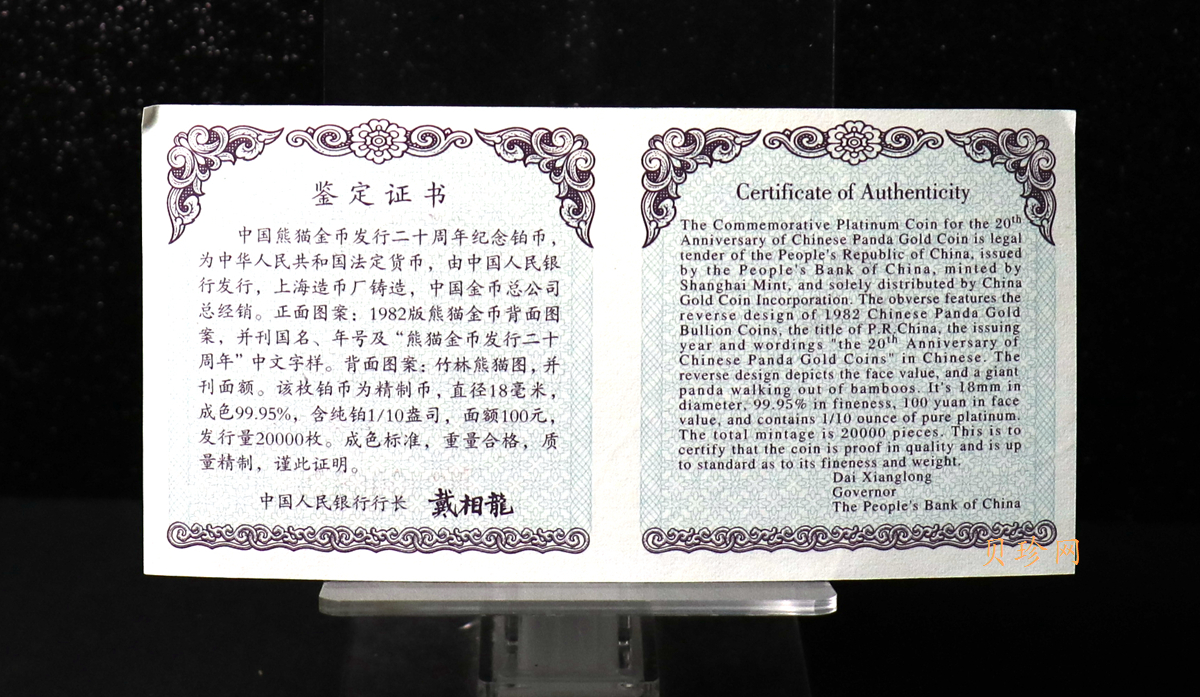 鉴定证书
中国熊猫金币发行二十周年纪念铂币，
为中华人民共和国法定货币，由中国人民银
行发行，上海造币厂铸造，中国金币总公司
总经销。正面图案：1982版熊猫金币背面图
案，并刊国名、年号及“熊猫金币发行二十
周年”中文字样。背面图案：竹林熊猫图，并
刊面额。该枚铂币为精制币，直径18毫米，
成色99.95%，含纯铂1/10盎司，面额100元，
发行量20000枚。成色标准，重量合格，质
量精制，谨此证明。
中国人民银行行长 戴相龍
Certificate of Authenticity
The Commemorative Platinum Coin for the 20th
Anniversary of Chinese Panda Gold Coin is legal
tender of the People's Republic of China, issued
by the People's Bank of China, minted by
Shanghai Mint, and solely distributed by China
Gold Coin Incorporation. The obverse features the
reverse design of 1982 Chinese Panda Gold
Bullion Coins, the title of P.R.China, the issuing
year and wordings "the 20th Anniversary of
Chinese Panda Gold Coins" in Chinese. The
reverse design depicts the face value, and a giant
panda walking out of bamboos. It's 18mm in
diameter, 99.95% in fineness, 100 yuan in face
value, and contains 1/10 ounce of pure platinum.
The total mintage is 20000 pieces. This is to
certify that the coin is proof in quality and is up
to standard as to its fineness and weight.
Dai Xianglong
Governor
The People's Bank of China
贝珍网